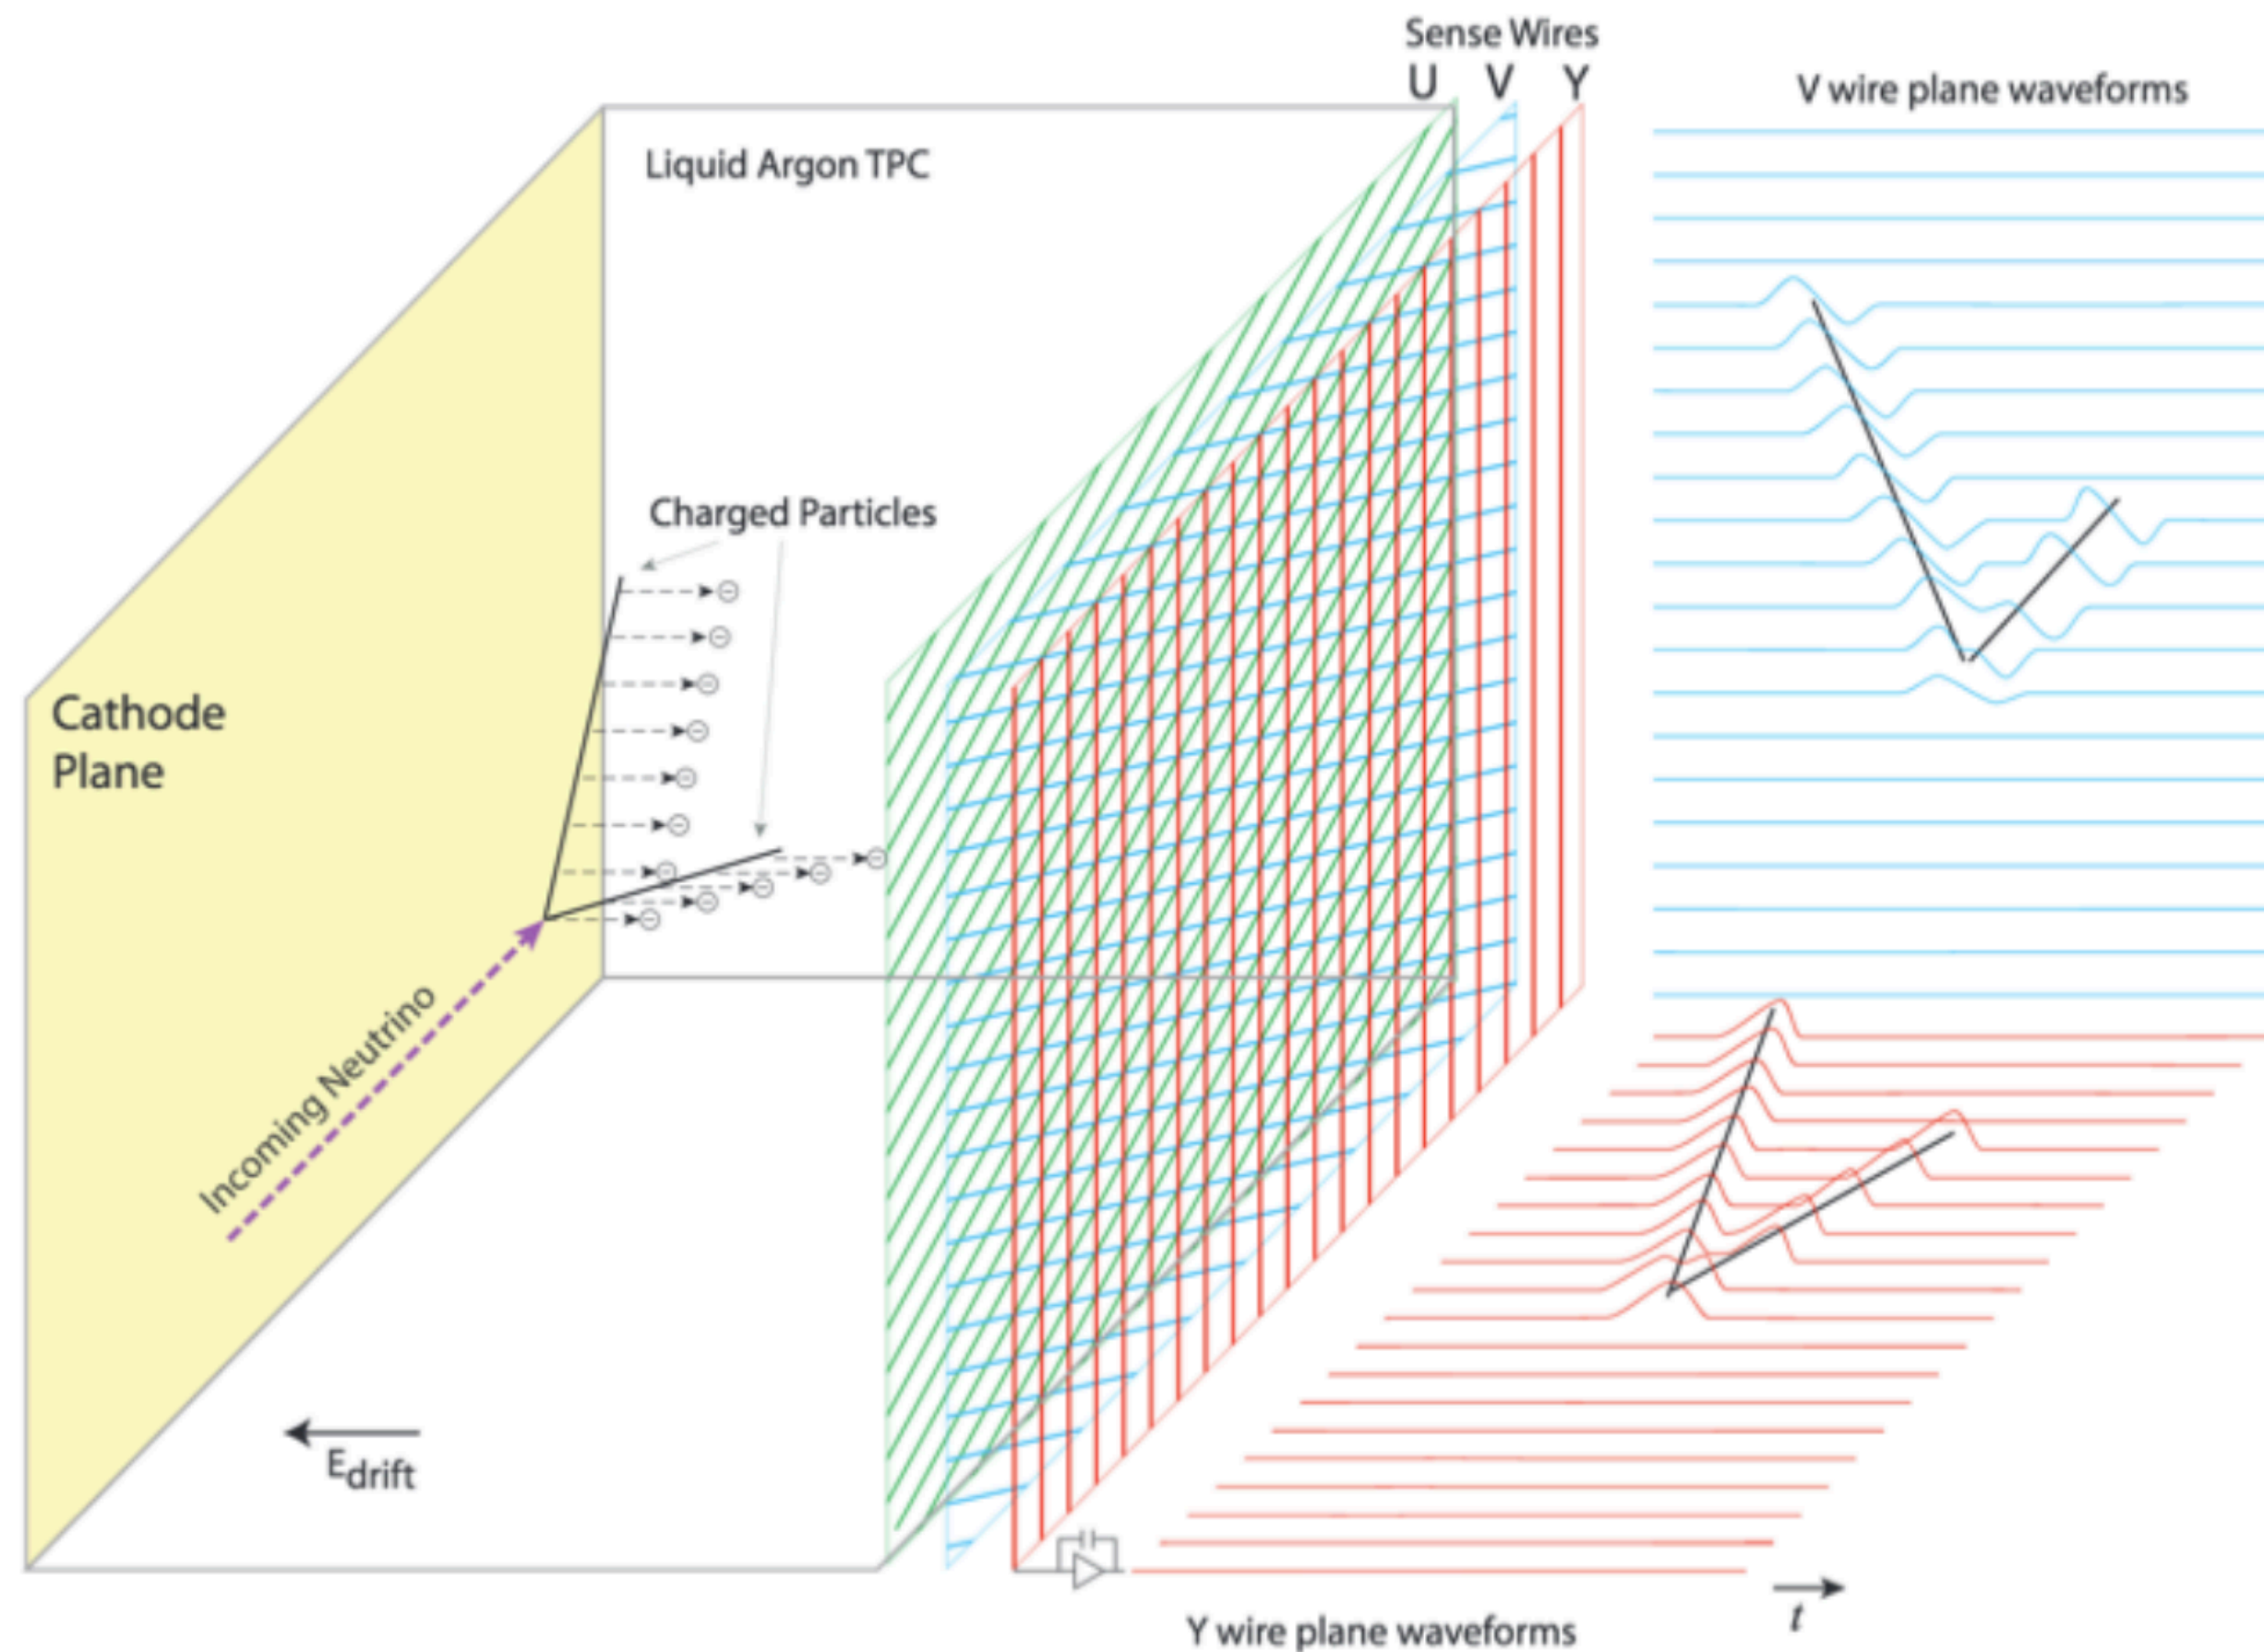 Sense Wires
U V Y
V wire plane waveforms
Liquid Argon TPC
Charged Particles
Cathode
Plane
Incoming Neutrino
Edrift
t
Y wire plane waveforms